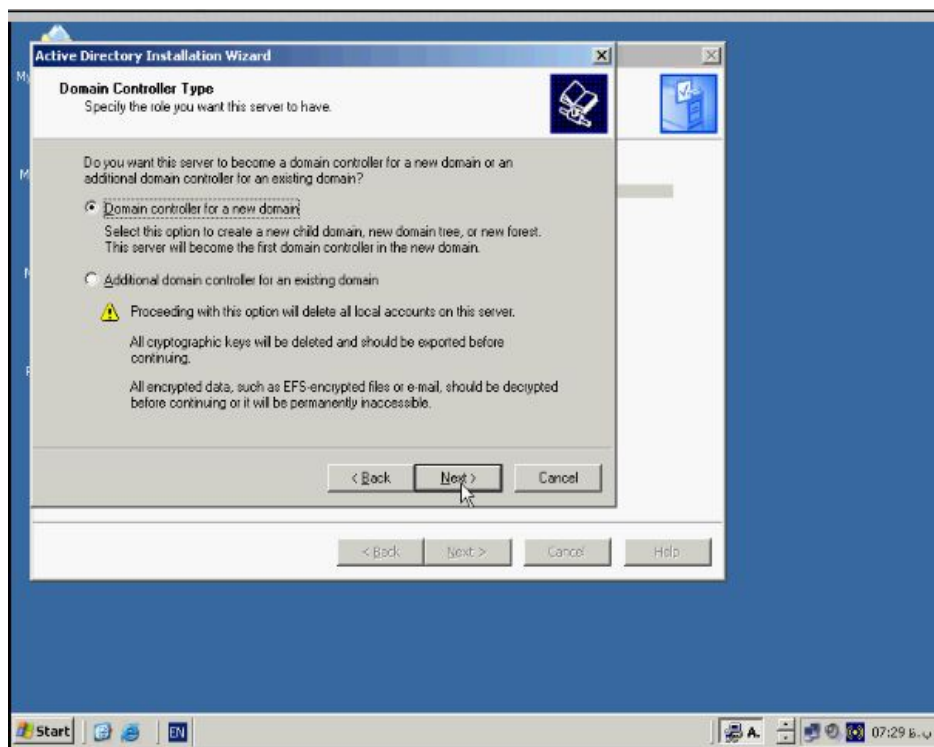 Active Directory Installation Wizard
Domain Controller Type
Specify the role you want this server to have.
Do you want this server to become a domain controller for a new domain or an
additional domain controller for an existing domain?
Domain controller for a new domain
Select this option to create a new child domain, new domain tree, or new forest.
This server will become the first domain controller in the new domain.
Additional domain controller for an existing domain
Proceeding with this option will delete all local accounts on this server.
All cryptographic keys will be deleted and should be exported before
continuing.
All encrypted data, such as EFS-encrypted files or e-mail, should be decrypted
before continuing or it will be permanently inaccessible.
< Back Next > Cancel
< Back Next > Cancel Help
Start EN A. 07:29